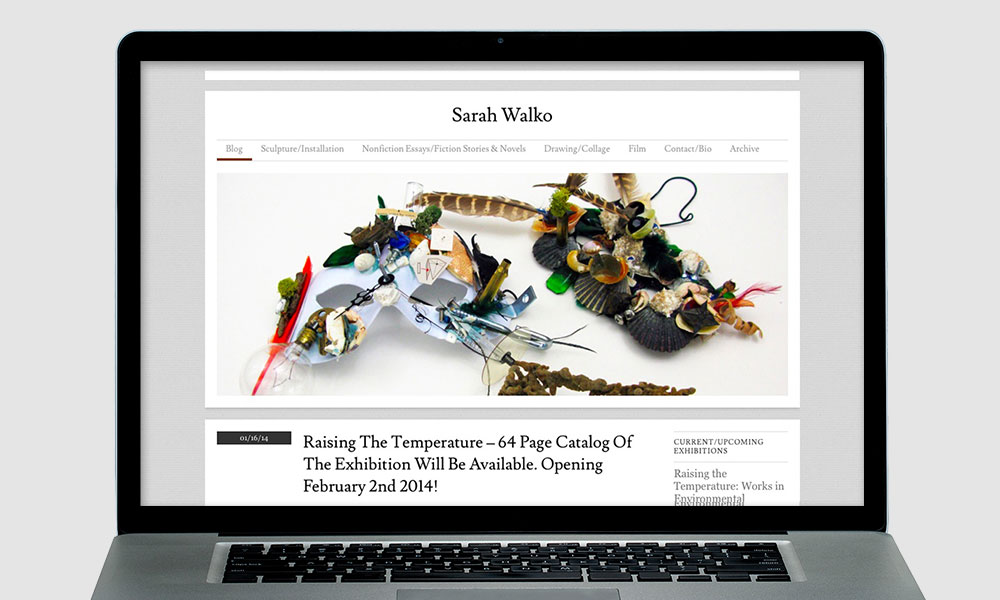 Sarah Walko
Blog Sculpture/Installation Nonfiction Essays/Fiction Stories & Novels Drawing/Collage Film Contact/Bio Archive
01/16/14
Raising The Temperature – 64 Page Catalog Of
The Exhibition Will Be Available. Opening
February 2nd 2014!
CURRENT/UPCOMING
EXHIBITIONS
Raising the
Temperature: Works in
Environmental